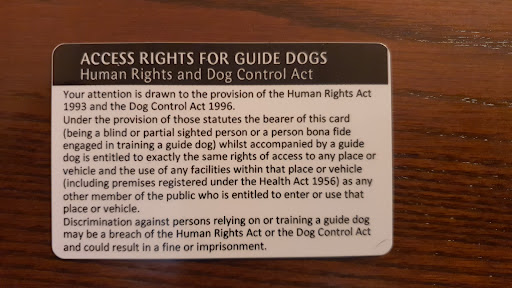 ACCESS RIGHTS FOR GUIDE DOGS
Human Rights and Dog Control Act
Your attention is drawn to the provision of the Human Rights Act
1993 and the Dog Control Act 1996.
Under the provision of those statutes the bearer of this card
(being a blind or partial sighted person or a person bona fide
engaged in training a guide dog) whilst accompanied by a guide
dog is entitled to exactly the same rights of access to any place or
vehicle and the use of any facilities within that place or vehicle
(including premises registered under the Health Act 1956) as any
other member of the public who is entitled to enter or use that
place or vehicle.
Discrimination against persons relying on or training a guide dog
may be a breach of the Human Rights Act or the Dog Control Act
and could result in a fine or imprisonment.